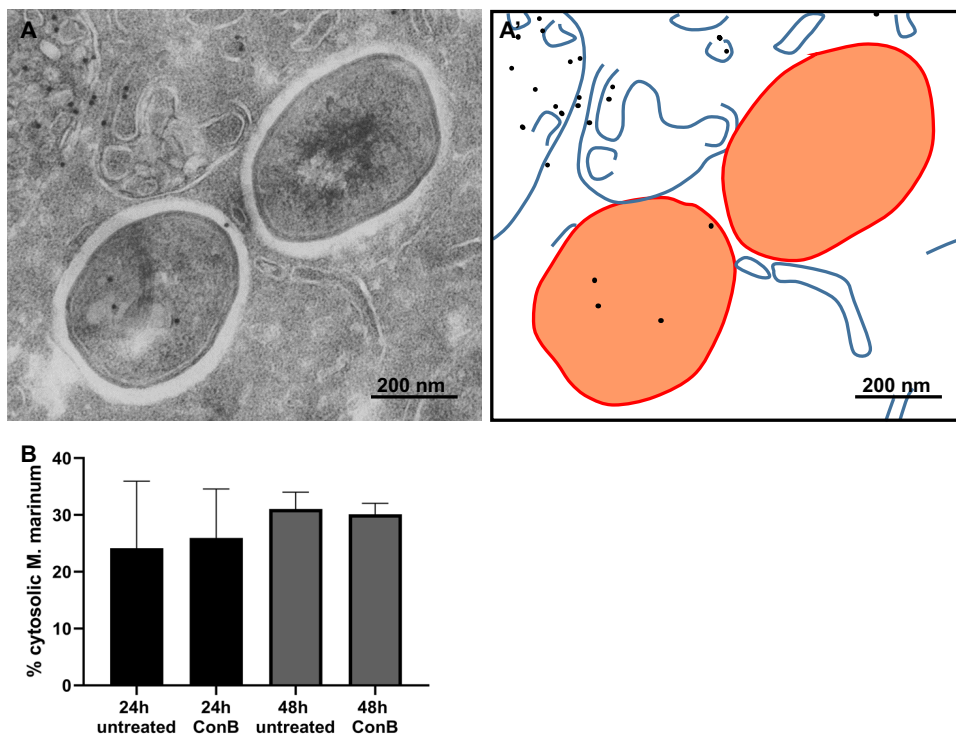 A
A'
200 nm
200 nm
B
% cytosolic M. marinum
40
30
20
10
0
24h
untreated
24h
ConB
48h
untreated
48h
ConB